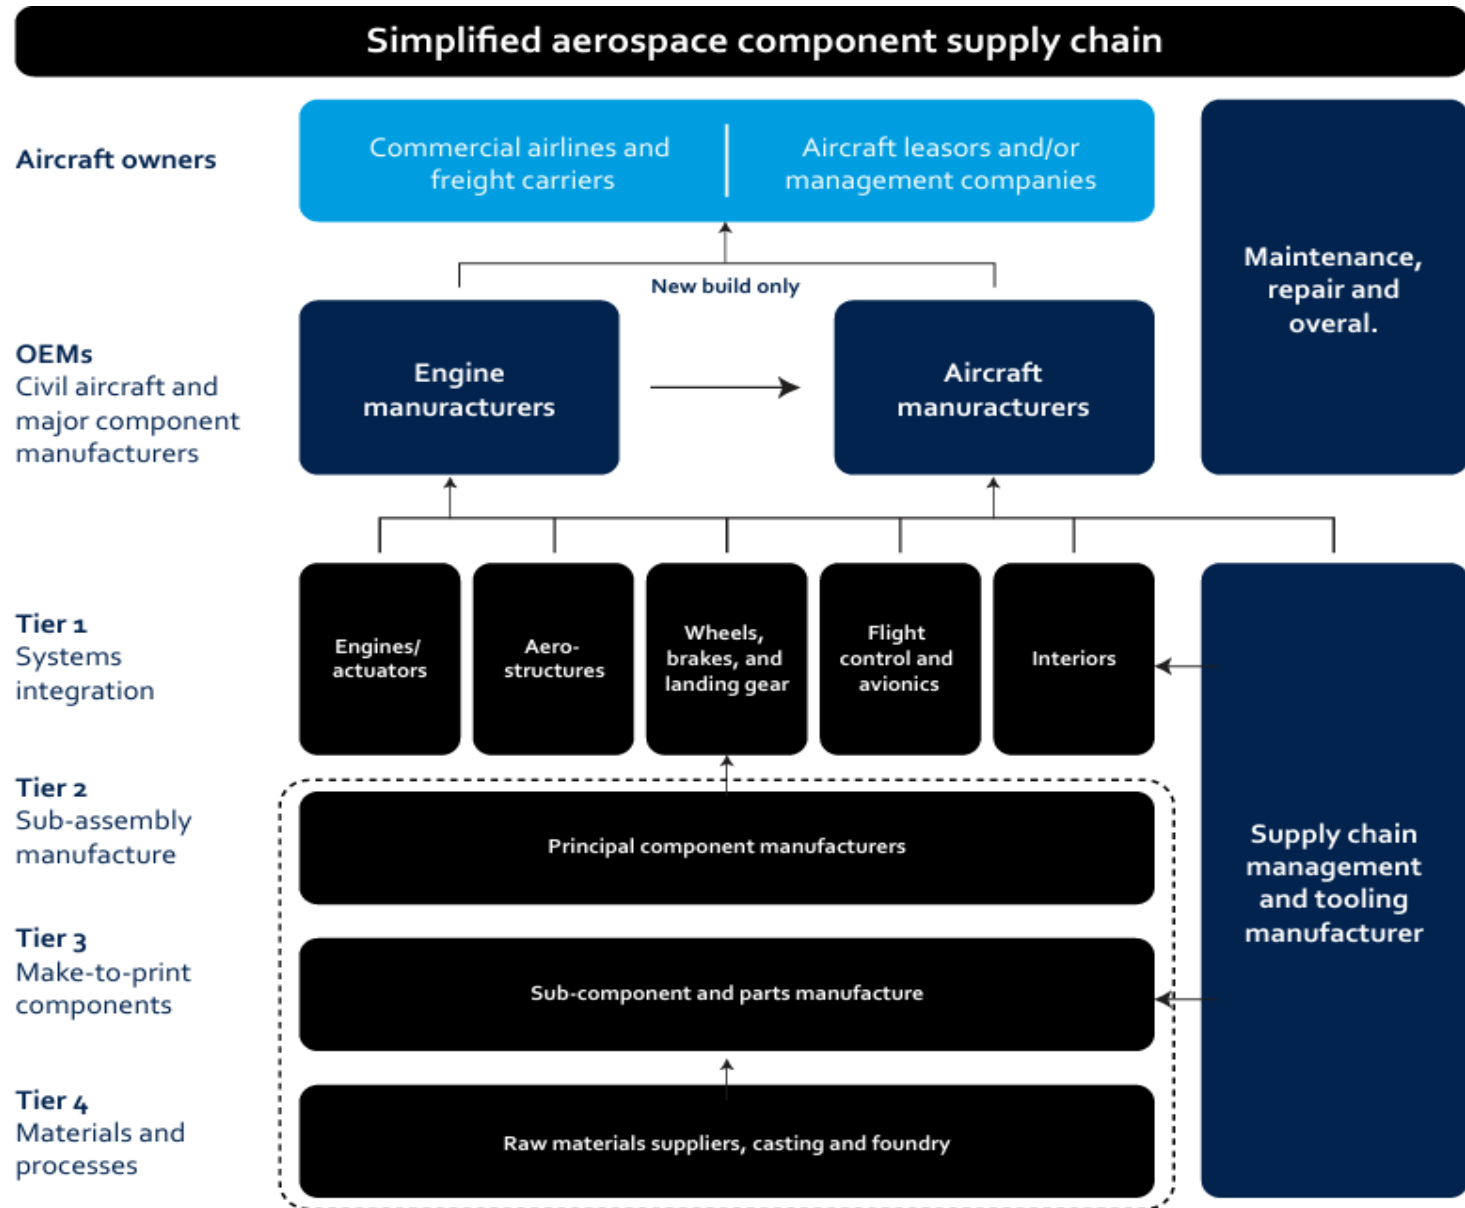 Simplified aerospace component supply chain
Aircraft owners
Commercial airlines and
freight carriers
Aircraft leasors and/or
management companies
Maintenance,
repair and
overal.
New build only
OEMs
Civil aircraft and
major component
manufacturers
Engine
manuracturers
Aircraft
manuracturers
Tier 1
Systems
integration
Engines/
actuators
Aero-
structures
Wheels,
brakes, and
landing gear
Flight
control and
avionics
Interiors
Tier 2
Sub-assembly
manufacture
Principal component manufacturers
Supply chain
management
and tooling
manufacturer
Tier 3
Make-to-print
components
Sub-component and parts manufacture
Tier 4
Materials and
processes
Raw materials suppliers, casting and foundry